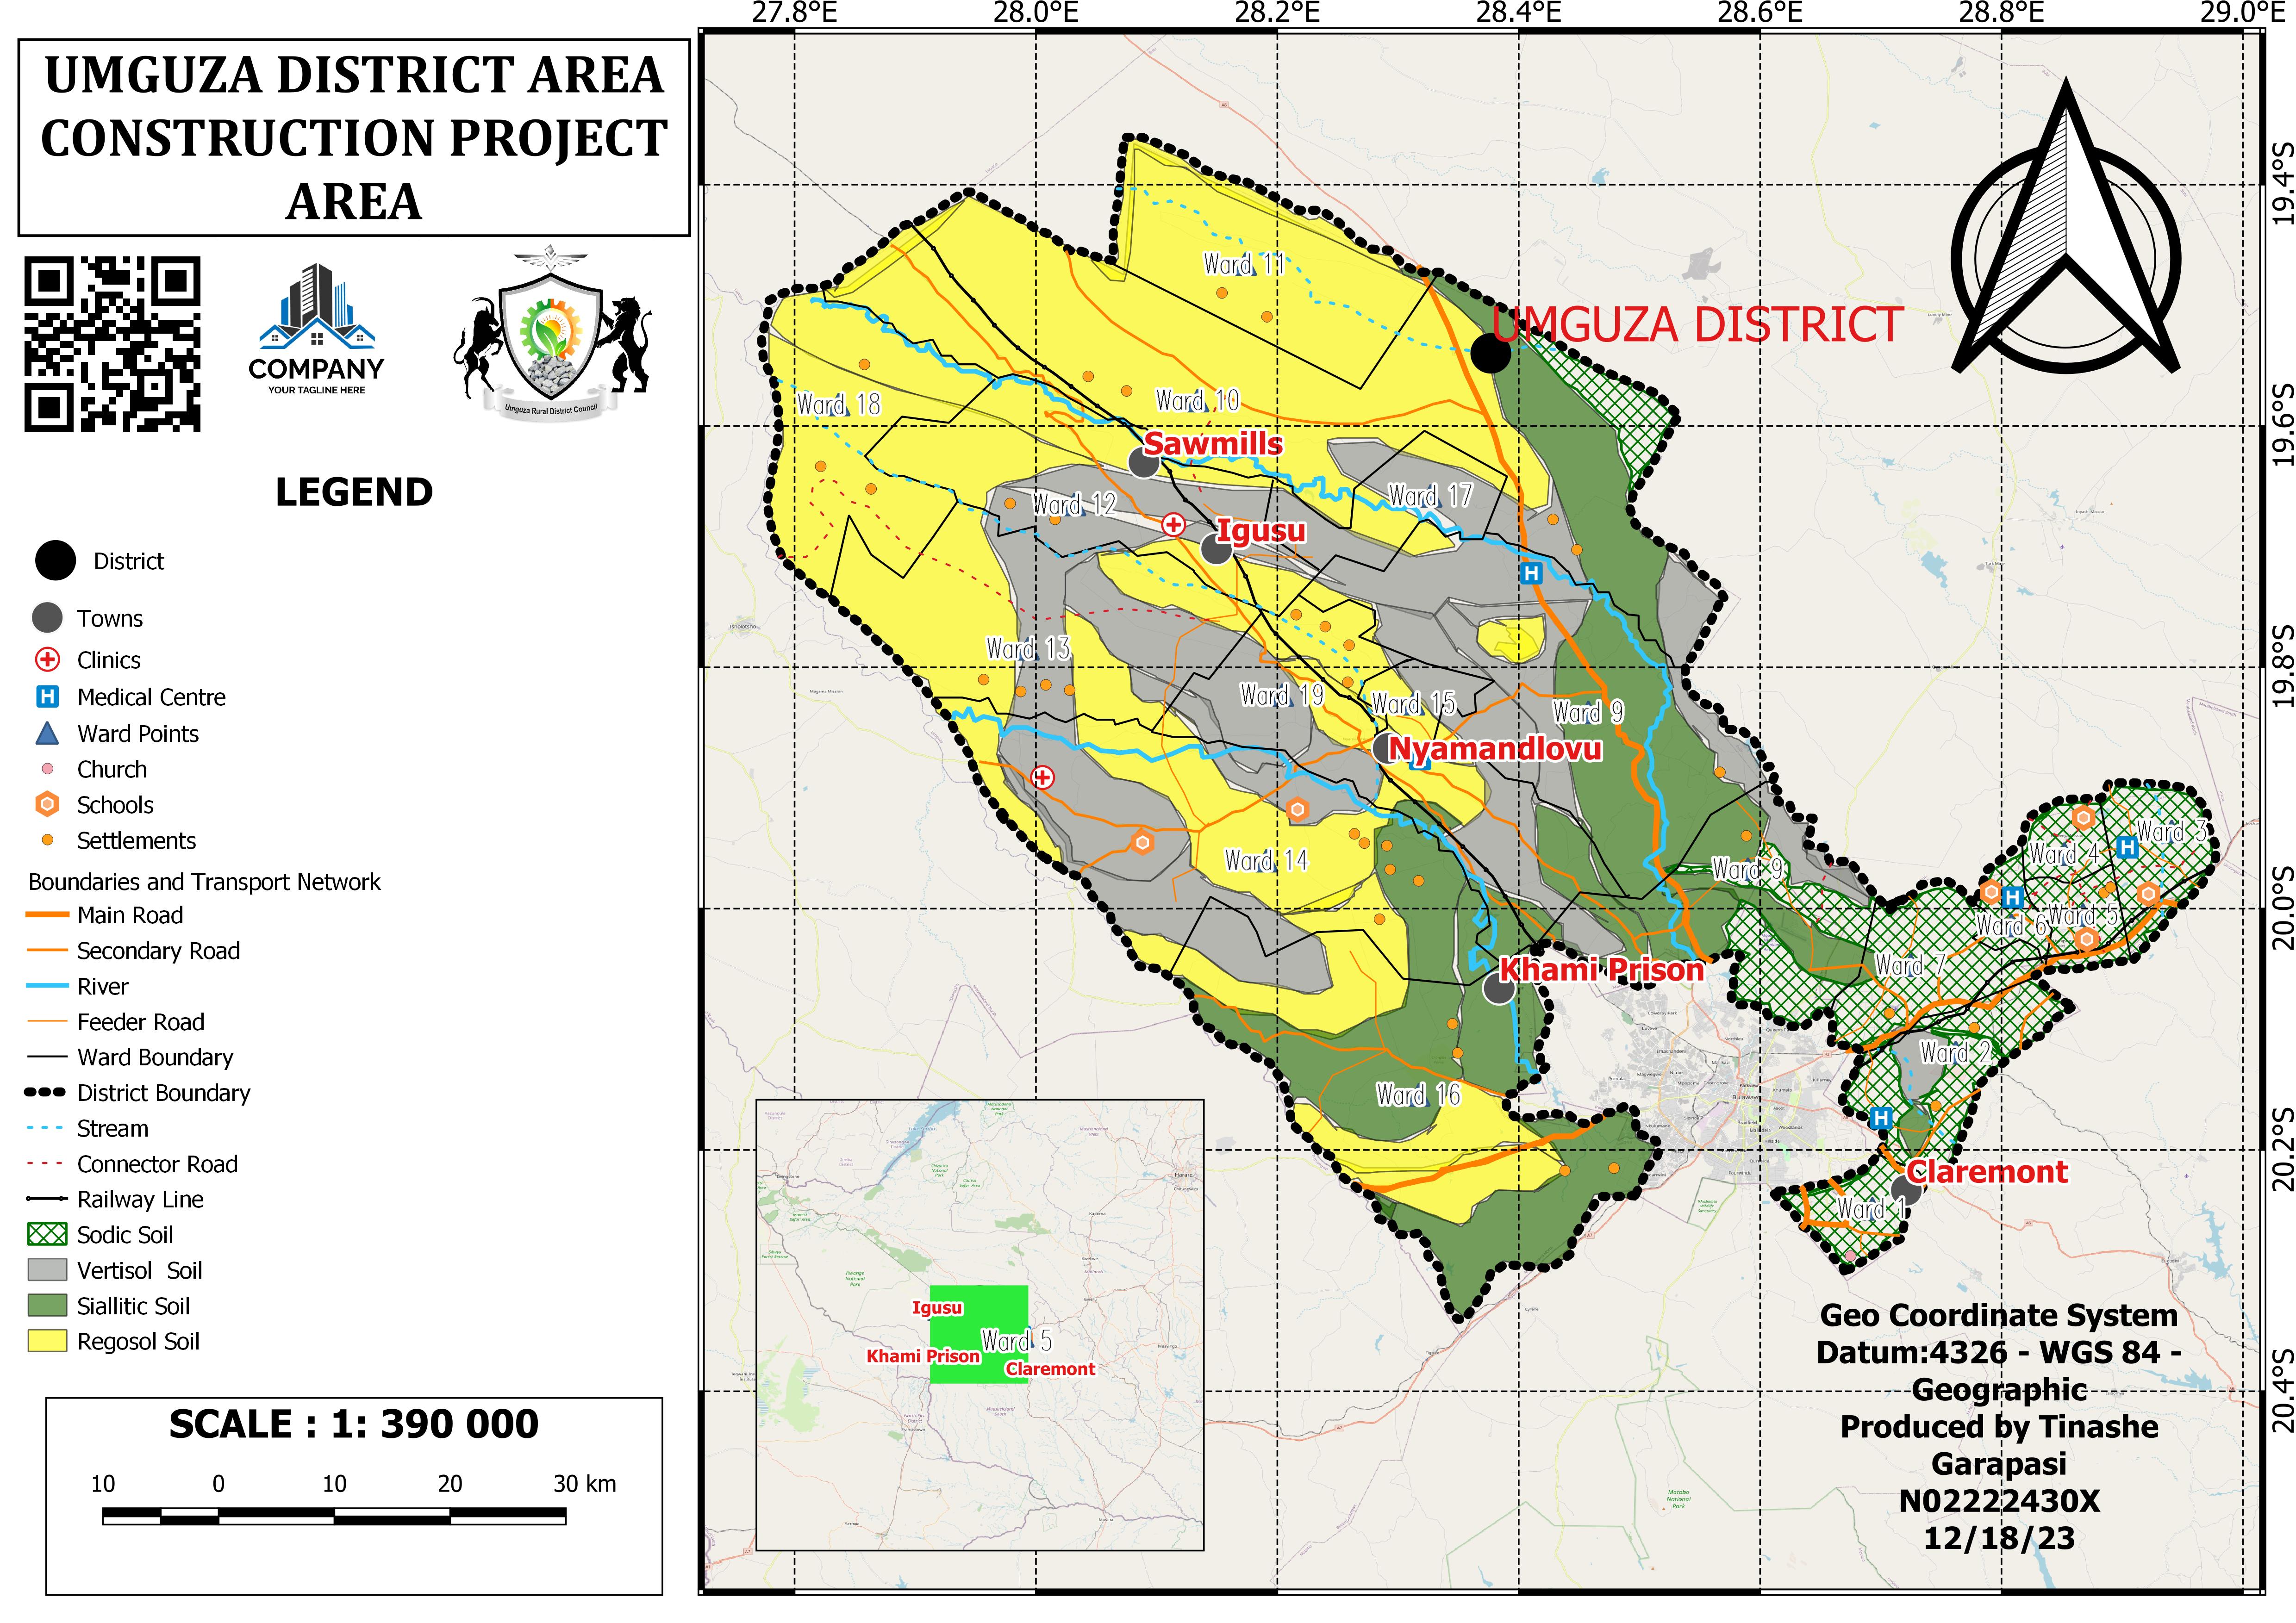 27.8°E 28.0°E 28.2°E 28.4°E 28.6°E 28.8°E 29.0°E
UMGUZA DISTRICT AREA
CONSTRUCTION PROJECT
AREA
COMPANY
YOUR TAGLINE HERE
Umguza Rural District Council
LEGEND
District
Towns
Clinics
Medical Centre
Ward Points
Church
Schools
Settlements
Boundaries and Transport Network
Main Road
Secondary Road
River
Feeder Road
Ward Boundary
District Boundary
Stream
Connector Road
Railway Line
Sodic Soil
Vertisol Soil
Siallitic Soil
Regosol Soil
SCALE : 1: 390 000
10 0 10 20 30 km
19.4°S
19.6°S
19.8°S
20.0°S
20.2°S
20.4°S
Ward 11
UMGUZA DISTRICT
Ward 18
Ward 10
Sawmills
Ward 12
Ward 17
Igusu
Ward 13
Ward 19
Ward 15
Ward 9
Nyamandlovu
Ward 3
Ward 4
Ward 14
Ward 9
Ward 6
Ward 5
Ward 7
Khami Prison
Ward 2
Ward 16
Claremont
Ward 1
Bulawayo
Matobo
National
Park
Igusu
Ward 5
Khami Prison
Claremont
Geo Coordinate System
Datum:4326 - WGS 84 -
Geographic
Produced by Tinashe
Garapasi
N02222430X
12/18/23